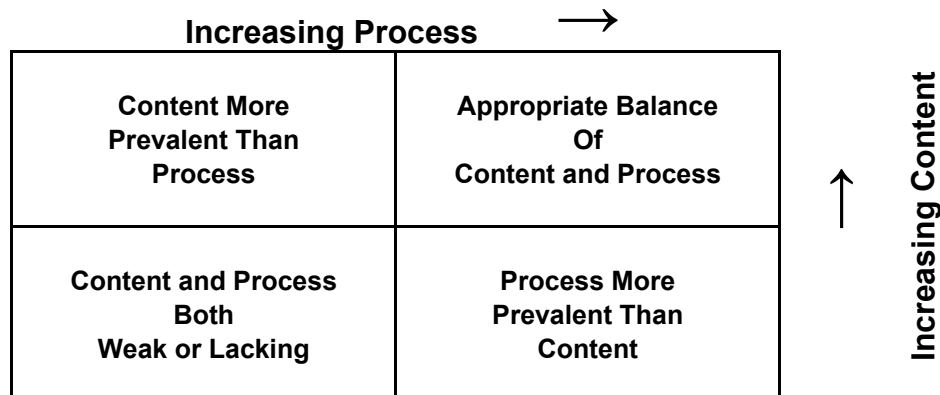 Increasing Process →
Content More
Prevalent Than
Process
Appropriate Balance
Of
Content and Process
Content and Process
Both
Weak or Lacking
Process More
Prevalent Than
Content
↑
Increasing Content